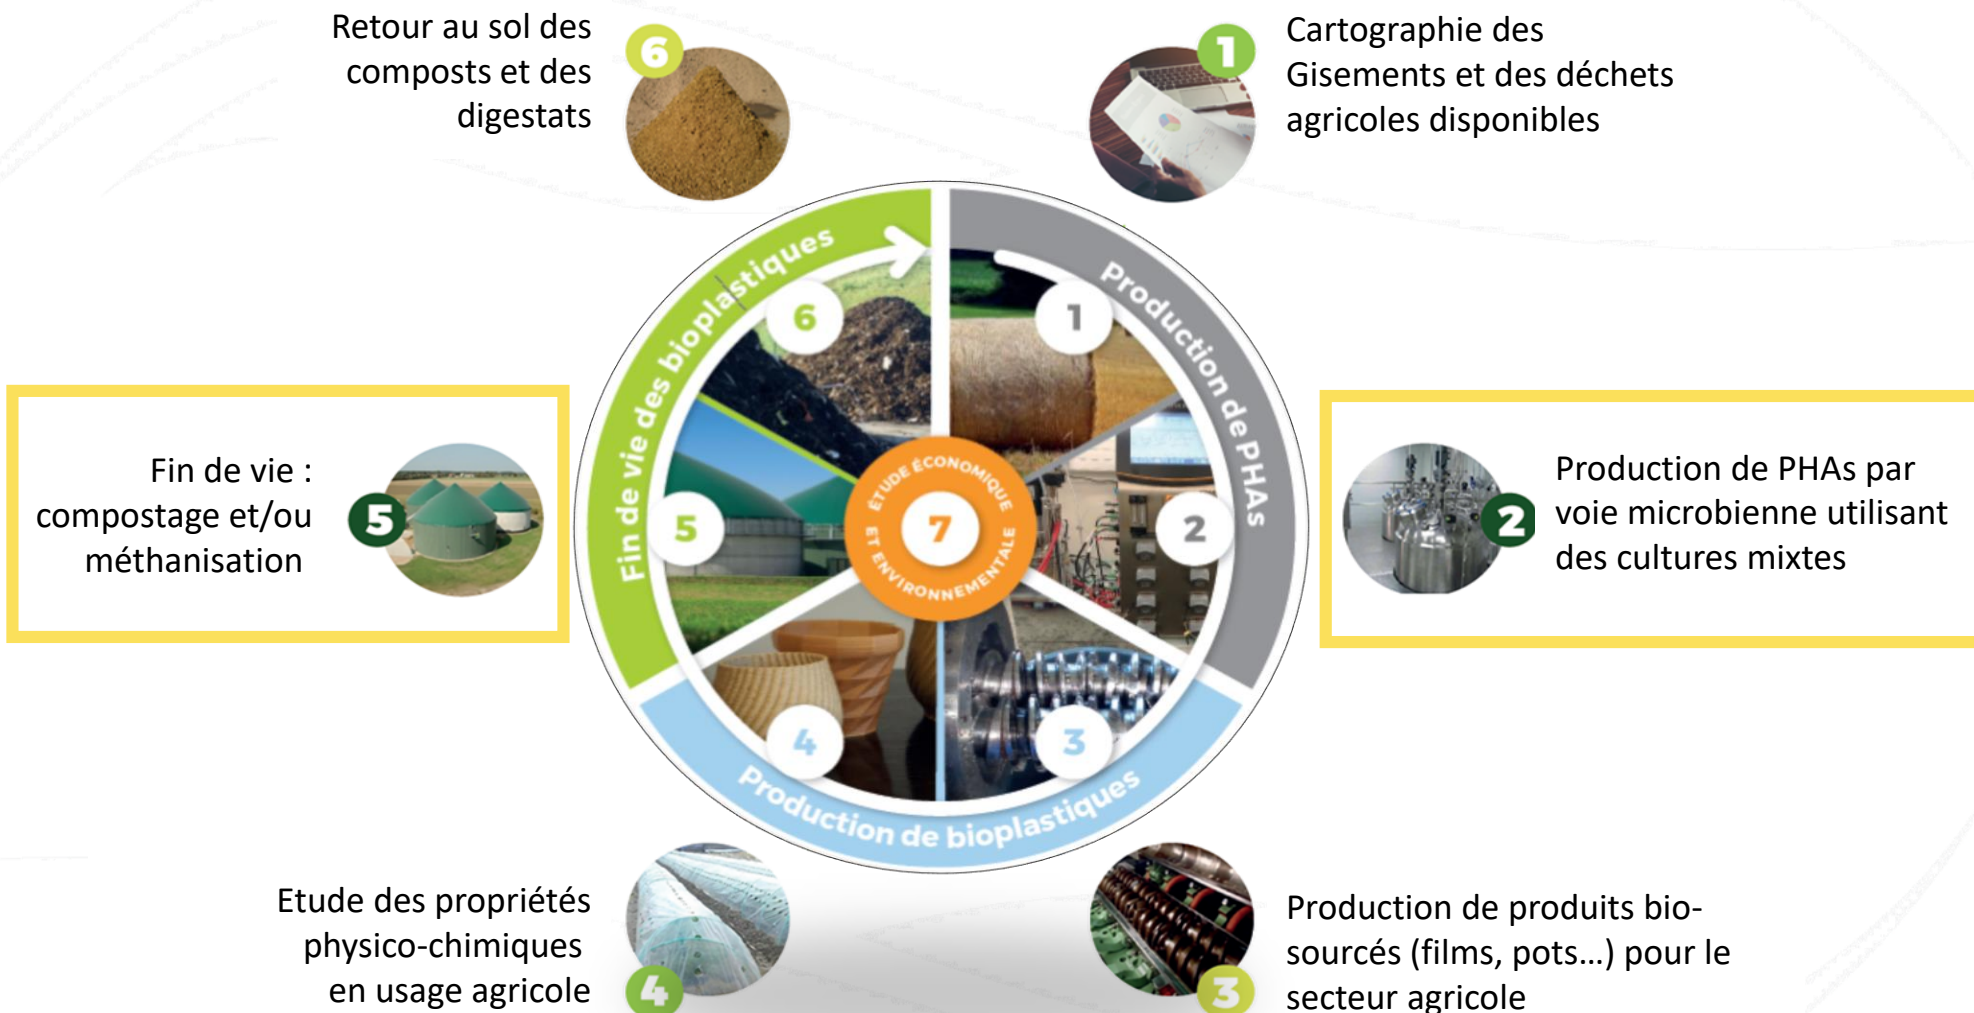 Retour au sol des
composts et des
digestats
6
1
Cartographie des
Gisements et des déchets
agricoles disponibles
Fin de vie des bioplastiques
Production de PHAs
6
1
Fin de vie :
compostage et/ou
méthanisation
5
5
ÉTUDE ÉCONOMIQUE
7
ET ENVIRONNEMENTALE
2
2
Production de PHAs par
voie microbienne utilisant
des cultures mixtes
4
3
Production de bioplastiques
Etude des propriétés
physico-chimiques
en usage agricole
4
3
Production de produits bio-
sourcés (films, pots...) pour le
secteur agricole